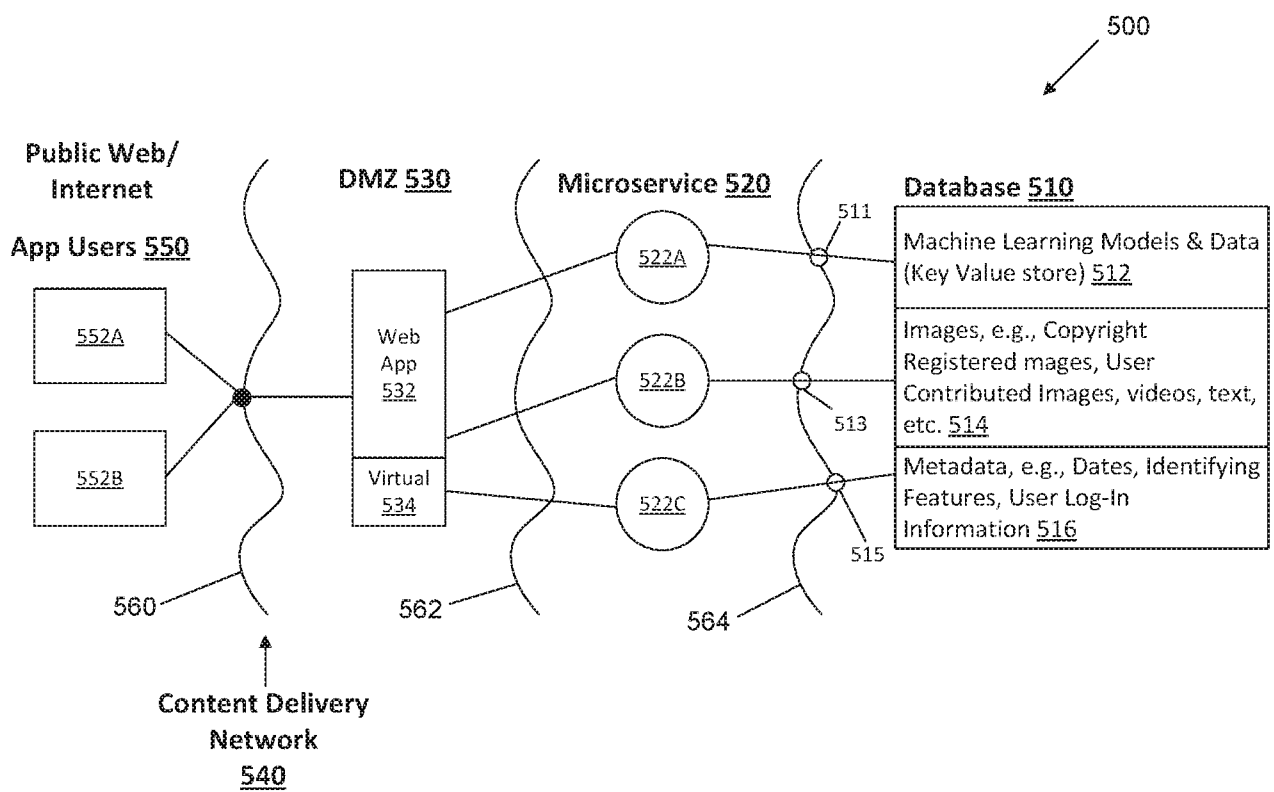 500
Public Web/
Internet
App Users 550
552A
552B
560
Content Delivery
Network
540
DMZ 530
Web
App
532
Virtual
534
562
Microservice 520
522A
522B
522C
564
511
513
515
Database 510
Machine Learning Models & Data
(Key Value store) 512
Images, e.g., Copyright
Registered mages, User
Contributed Images, videos, text,
etc. 514
Metadata, e.g., Dates, Identifying
Features, User Log-In
Information 516